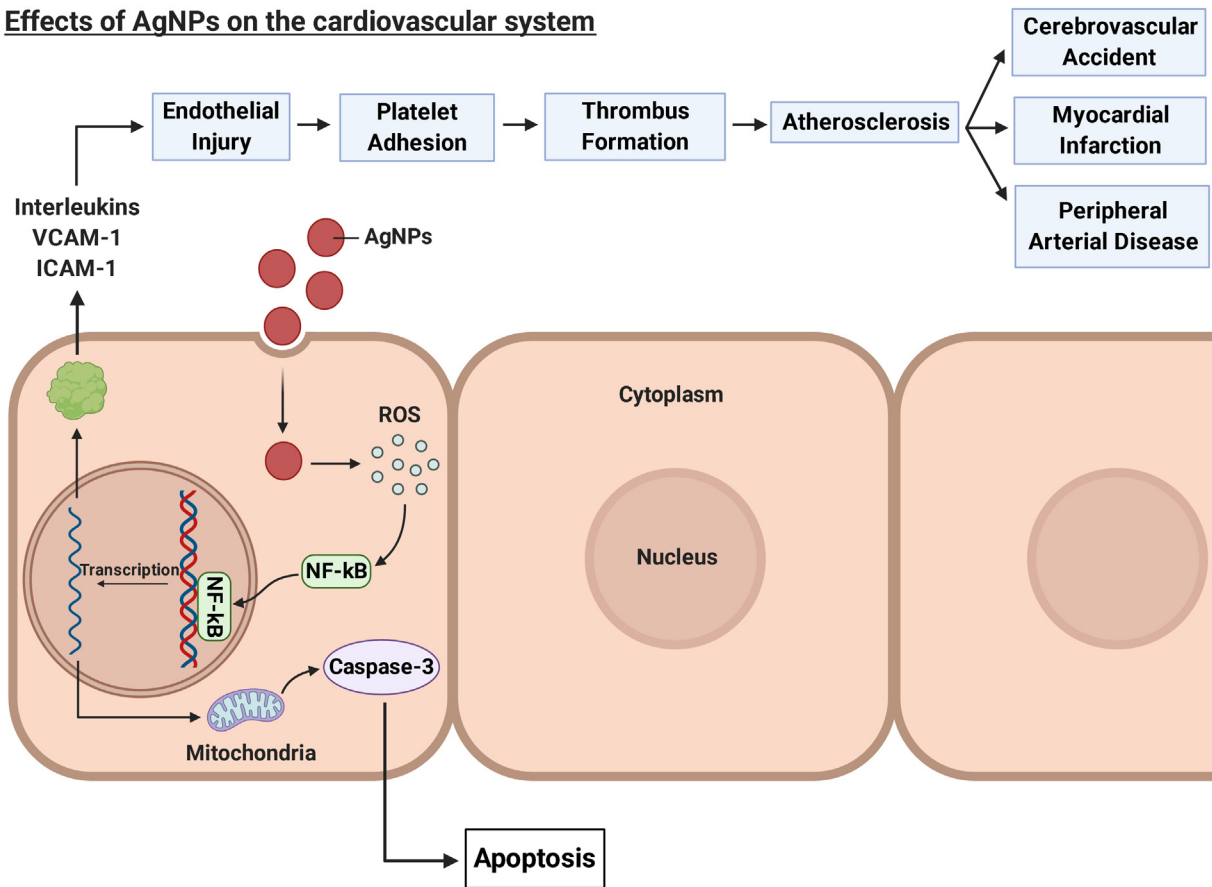 Effects of AgNPs on the cardiovascular system
Cerebrovascular
Accident
Endothelial
Injury
Platelet
Adhesion
Thrombus
Formation
Atherosclerosis
Myocardial
Infarction
Peripheral
Arterial Disease
Interleukins
VCAM-1
ICAM-1
AgNPs
Cytoplasm
ROS
Nucleus
Transcription
NF-kB
NF-kB
Caspase-3
Mitochondria
Apoptosis